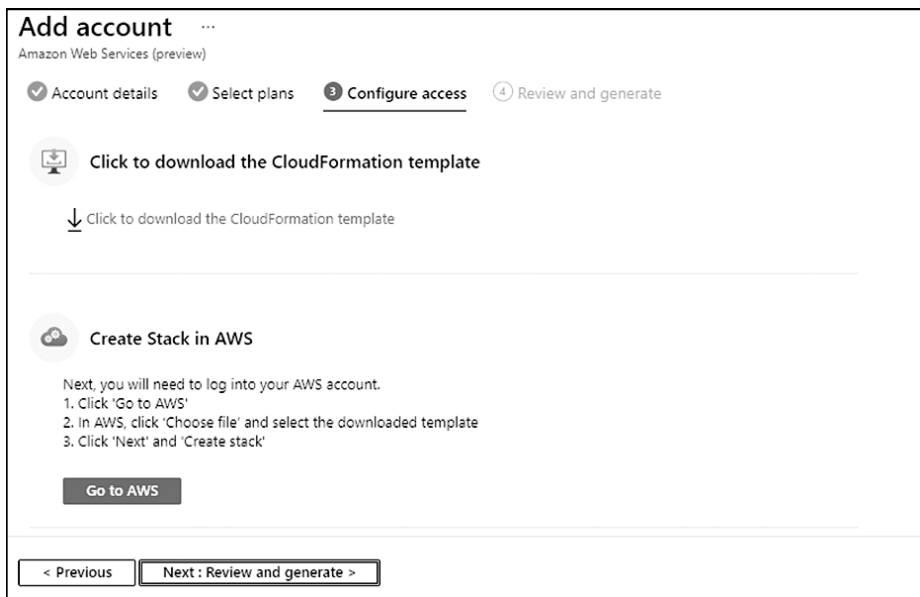 Add account ...
Amazon Web Services (preview)
Account details Select plans 3 Configure access 4 Review and generate
Click to download the CloudFormation template
Click to download the CloudFormation template
Create Stack in AWS
Next, you will need to log into your AWS account.
1. Click 'Go to AWS'
2. In AWS, click 'Choose file' and select the downloaded template
3. Click 'Next' and 'Create stack'
Go to AWS
< Previous Next : Review and generate >